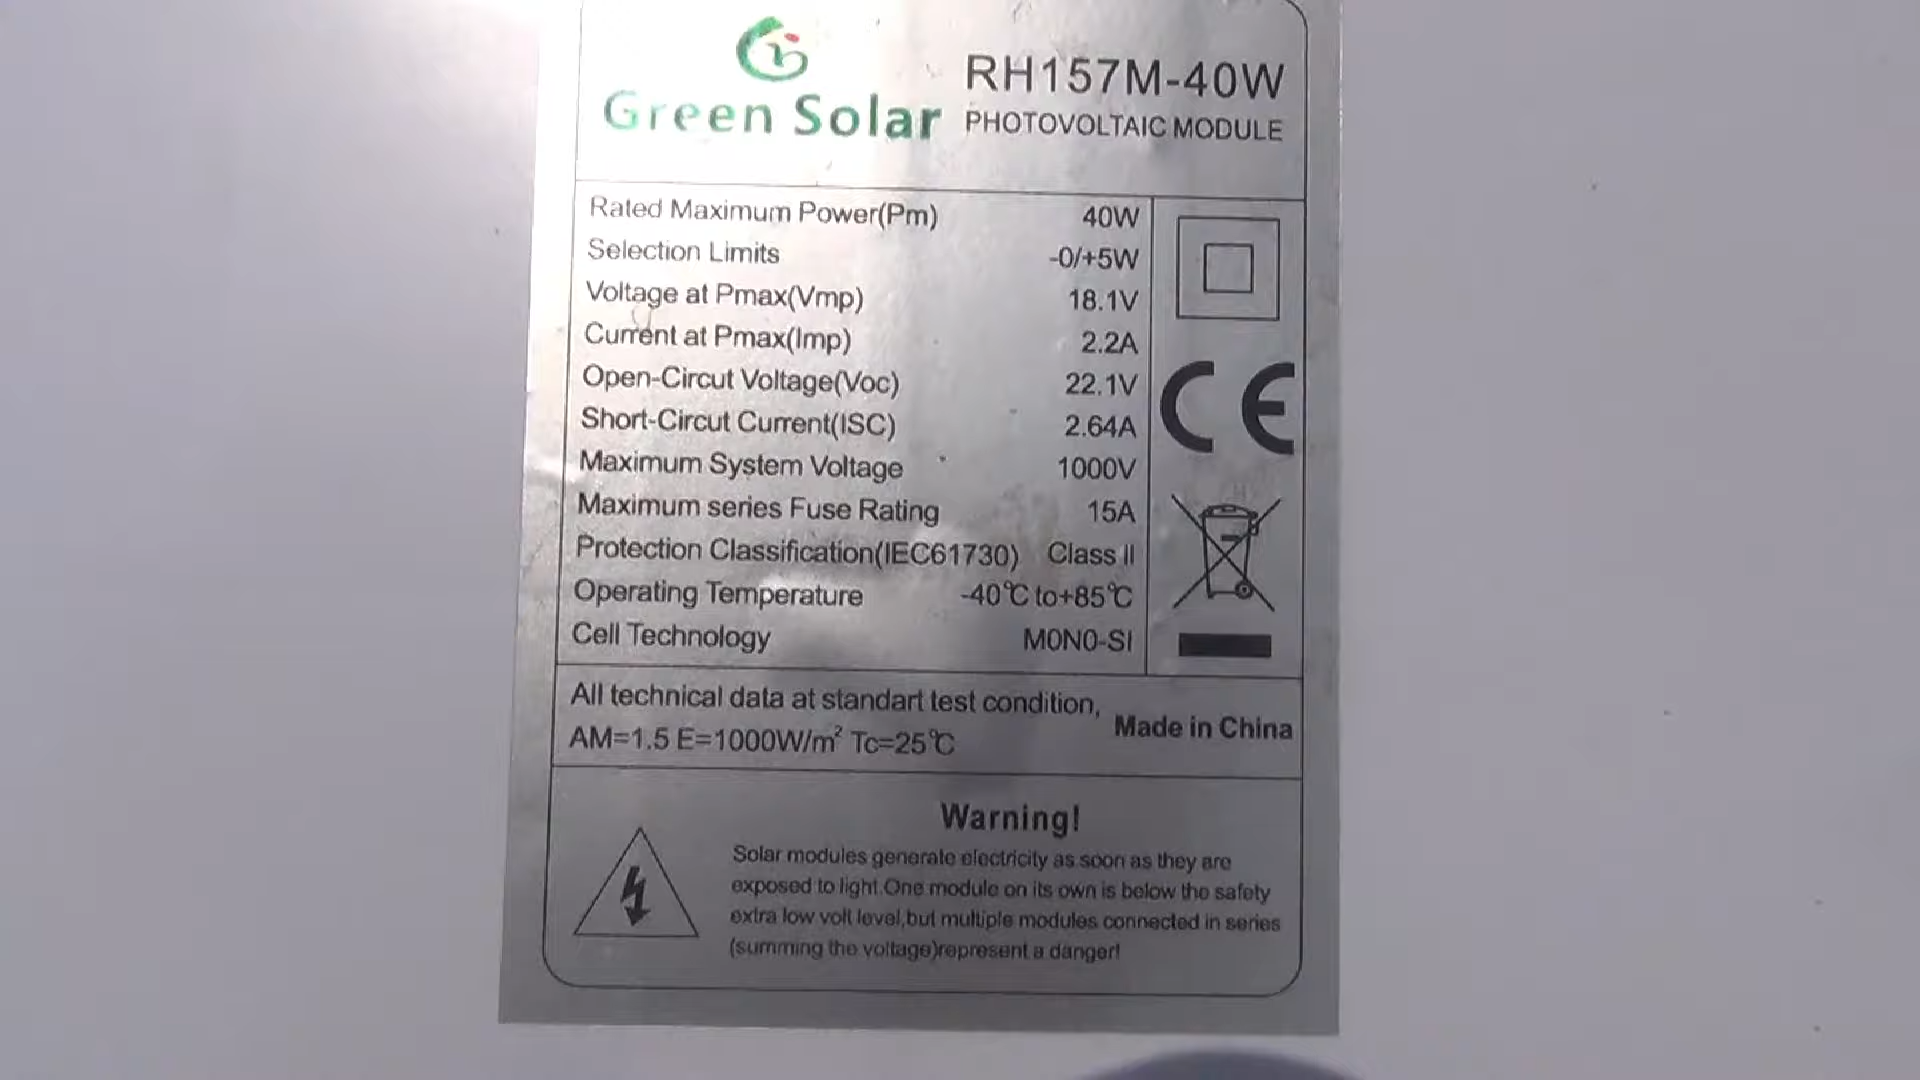 Green Solar
RH157M-40W
PHOTOVOLTAIC MODULE
Rated Maximum Power(Pm) 40W
Selection Limits -0/+5W
Voltage at Pmax(Vmp) 18.1V
Current at Pmax(Imp) 2.2A
Open-Circut Voltage(Voc) 22.1V
Short-Circut Current(ISC) 2.64A
Maximum System Voltage 1000V
Maximum series Fuse Rating 15A
Protection Classification(IEC61730) Class II
Operating Temperature -40℃ to+85℃
Cell Technology MONO-SI
CE
All technical data at standart test condition,
AM=1.5 E=1000W/m² Tc=25℃
Made in China
Warning!
Solar modules generate electricity as soon as they are
exposed to light.One module on its own is below the safety
extra low volt level,but multiple modules connected in series
(summing the voltage)represent a danger!